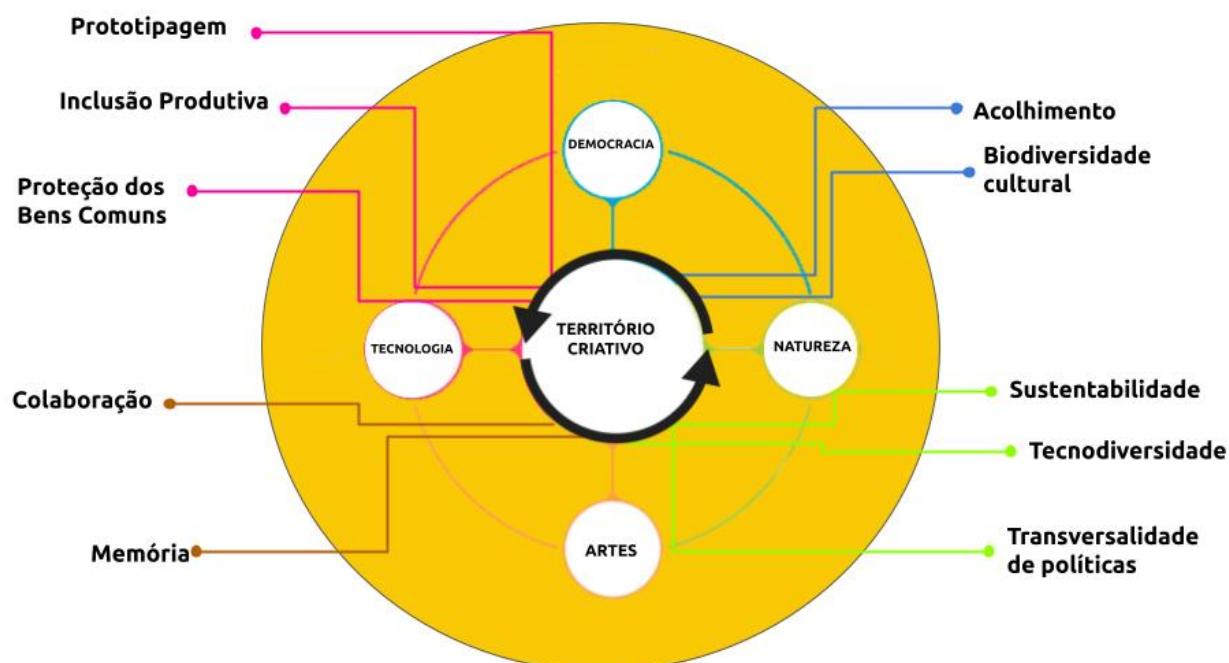 Prototipagem
Inclusão Produtiva
Proteção dos
Bens Comuns
Colaboração
Memória
DEMOCRACIA
TECNOLOGIA
TERRITÓRIO
CRIATIVO
NATUREZA
ARTES
Acolhimento
Biodiversidade
cultural
Sustentabilidade
Tecnodiversidade
Transversalidade
de políticas